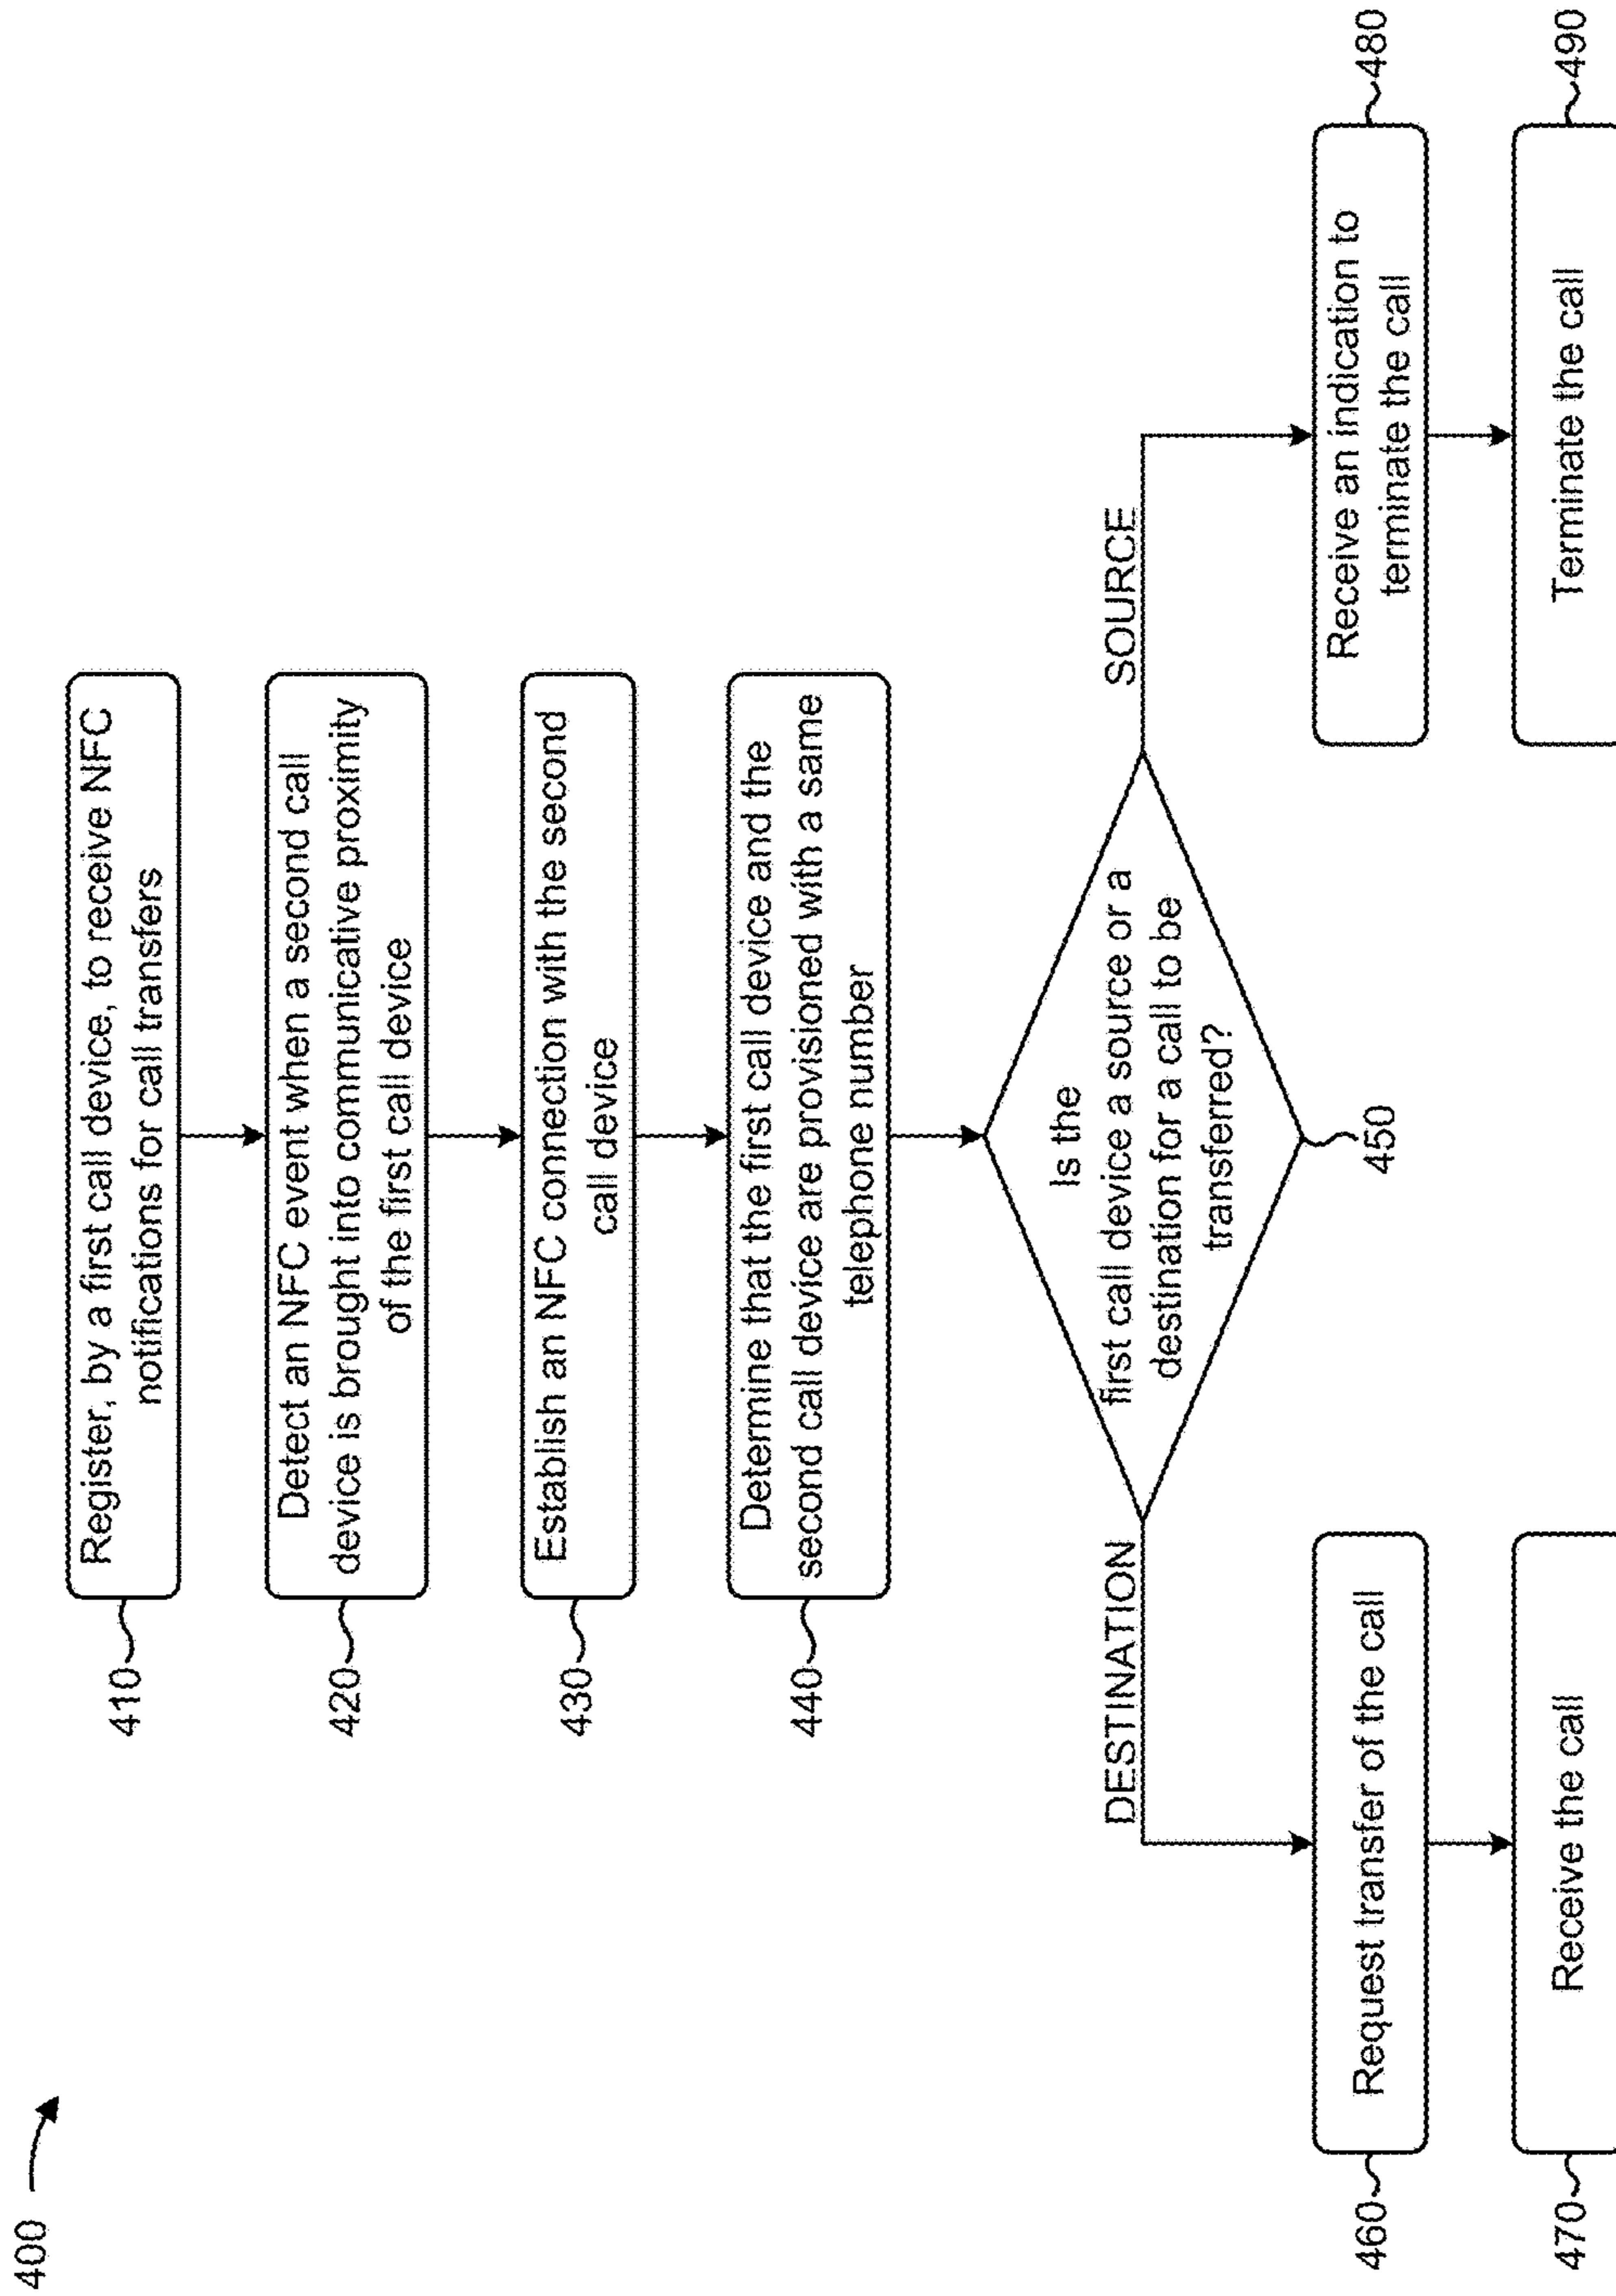 400
410
Register, by a first call device, to receive NFC
notifications for call transfers
420
Detect an NFC event when a second call
device is brought into communicative proximity
of the first call device
430
Establish an NFC connection with the second
call device
440
Determine that the first call device and the
second call device are provisioned with a same
telephone number
Is the
first call device a source or a
destination for a call to be
transferred?
450
DESTINATION
SOURCE
460
Request transfer of the call
470
Receive the call
Receive an indication to
terminate the call
480
Terminate the call
490